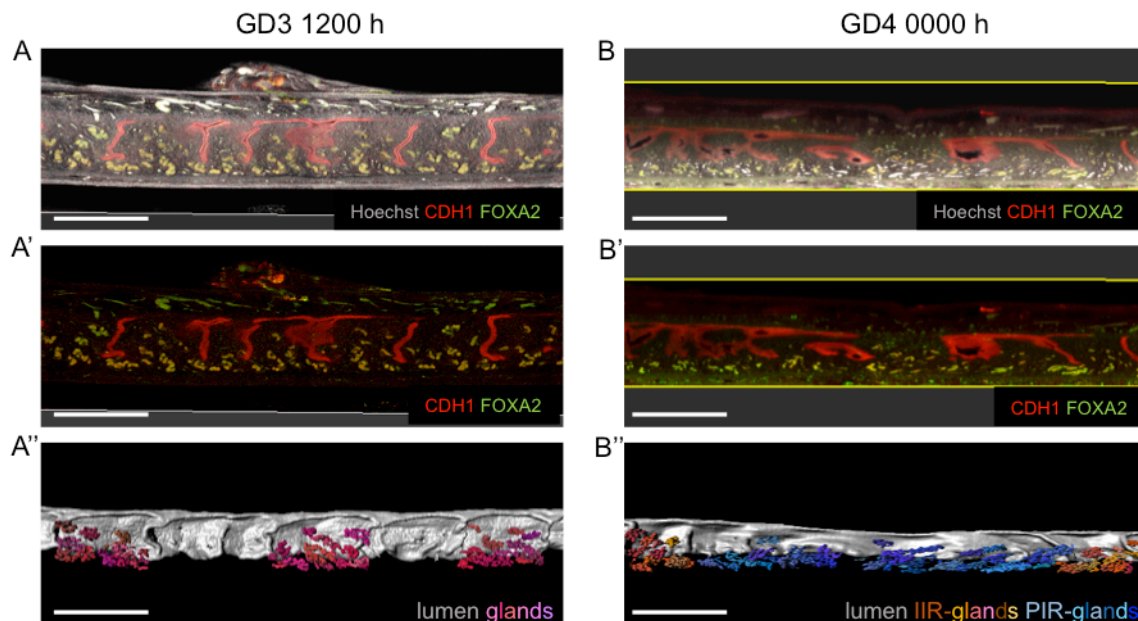 GD3 1200 h
GD4 0000 h
A
Hoechst CDH1 FOXA2
B
Hoechst CDH1 FOXA2
A'
CDH1 FOXA2
B'
CDH1 FOXA2
A''
lumen glands
B''
lumen IIR-glands PIR-glands